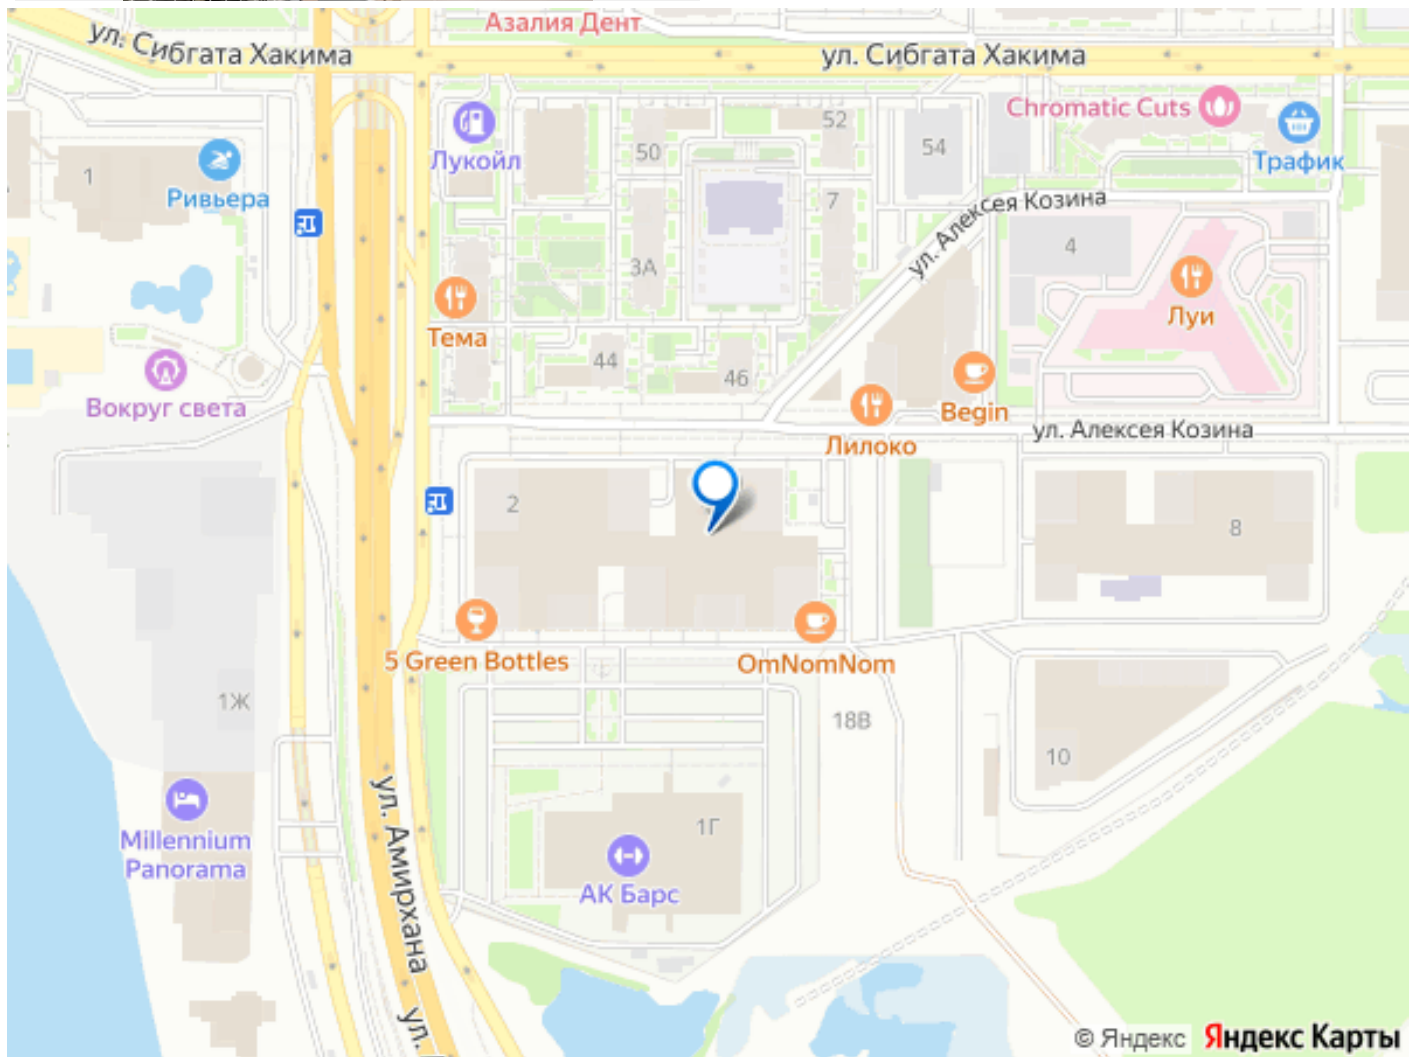 Азалия Дент
ул. Сибгата Хакима
ул. Сибгата Хакима
Chromatic Cuts
52
Лукойл
50
54
Трафик
1
Ривьера
7
ул. Алексея Козина
4
3А
Луи
Тема
44
46
Вокруг света
Begin
Лилоко
ул. Алексея Козина
2
8
5 Green Bottles
OmNomNom
1Ж
18В
10
ул. Амирхана
Millennium
Panorama
1Г
АК Барс
ул.
© Яндекс Яндекс Карты